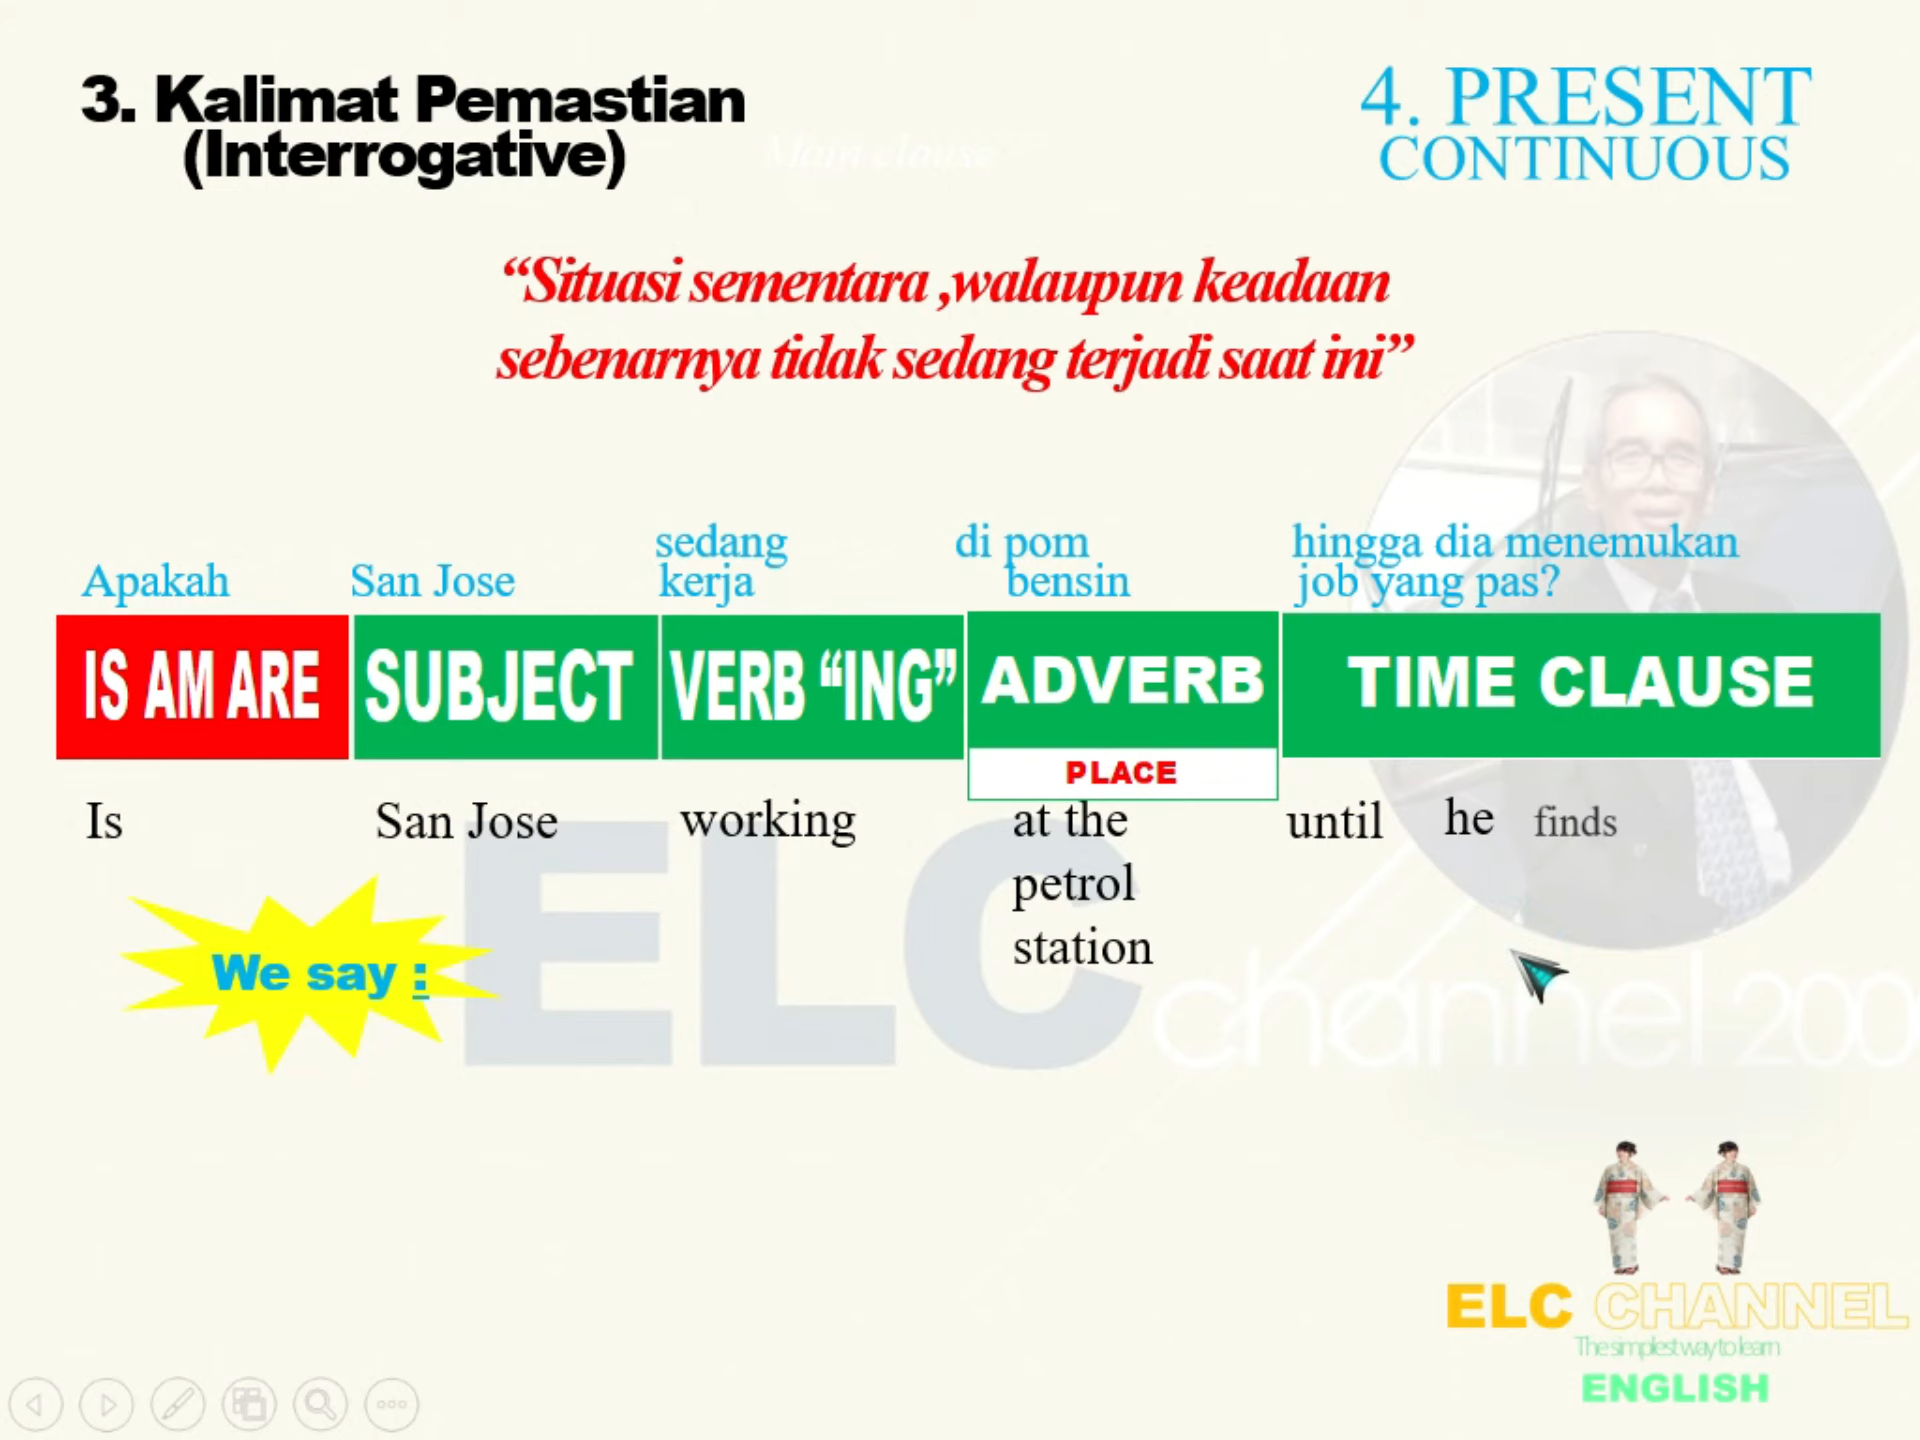 3. Kalimat Pemastian
(Interrogative)
Main clause
4. PRESENT
CONTINUOUS
“Situasi sementara ,walaupun keadaan
sebenarnya tidak sedang terjadi saat ini”
Apakah
San Jose
sedang
kerja
di pom
bensin
hingga dia menemukan
job yang pas?
IS AM ARE
SUBJECT
VERB “ING”
ADVERB
TIME CLAUSE
PLACE
Is
San Jose
working
at the
petrol
station
until he finds
We say :
ELC channel 200
ELC CHANNEL
The simplest way to learn
ENGLISH